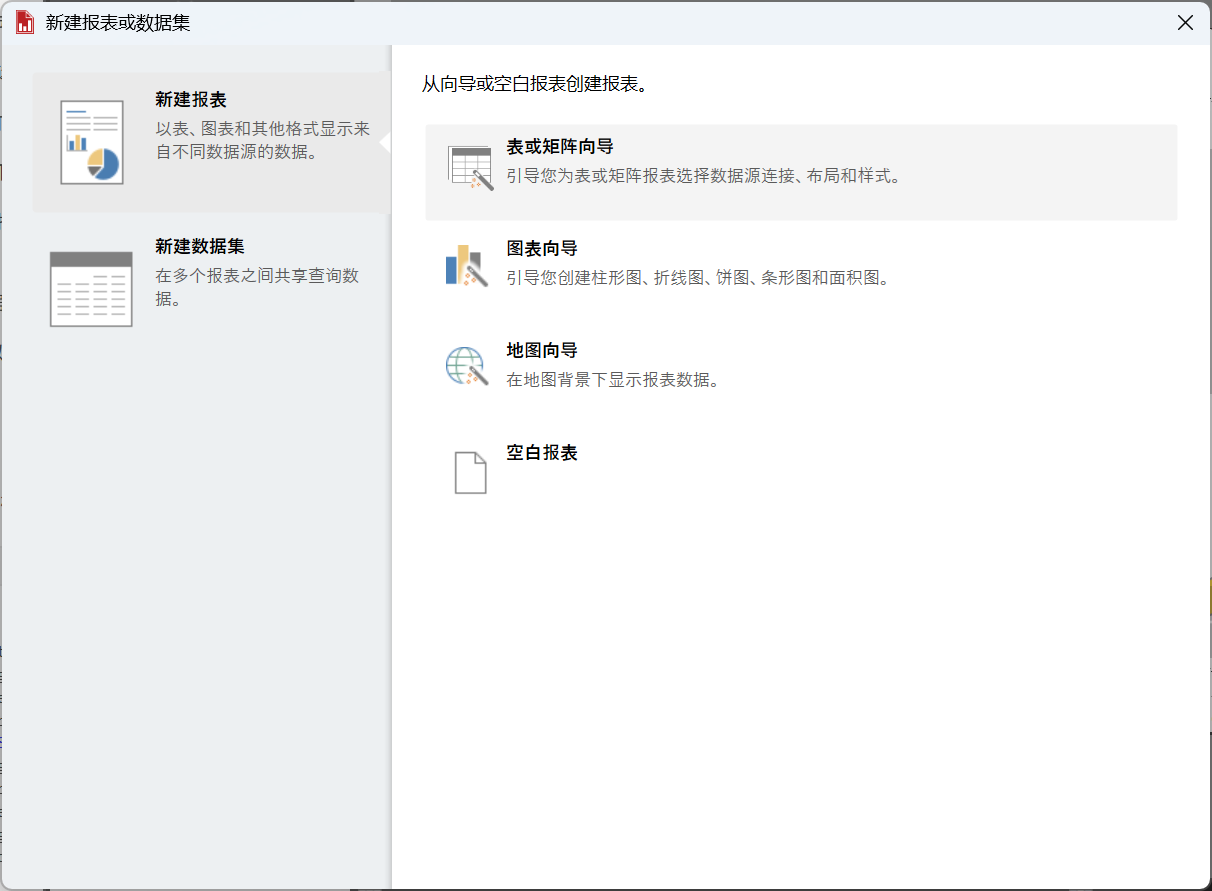 新建报表或数据集
新建报表
以表、图表和其他格式显示来
自不同数据源的数据。
新建数据集
在多个报表之间共享查询数
据。
从向导或空白报表创建报表。
表或矩阵向导
引导您为表或矩阵报表选择数据源连接、布局和样式。
图表向导
引导您创建柱形图、折线图、饼图、条形图和面积图。
地图向导
在地图背景下显示报表数据。
空白报表